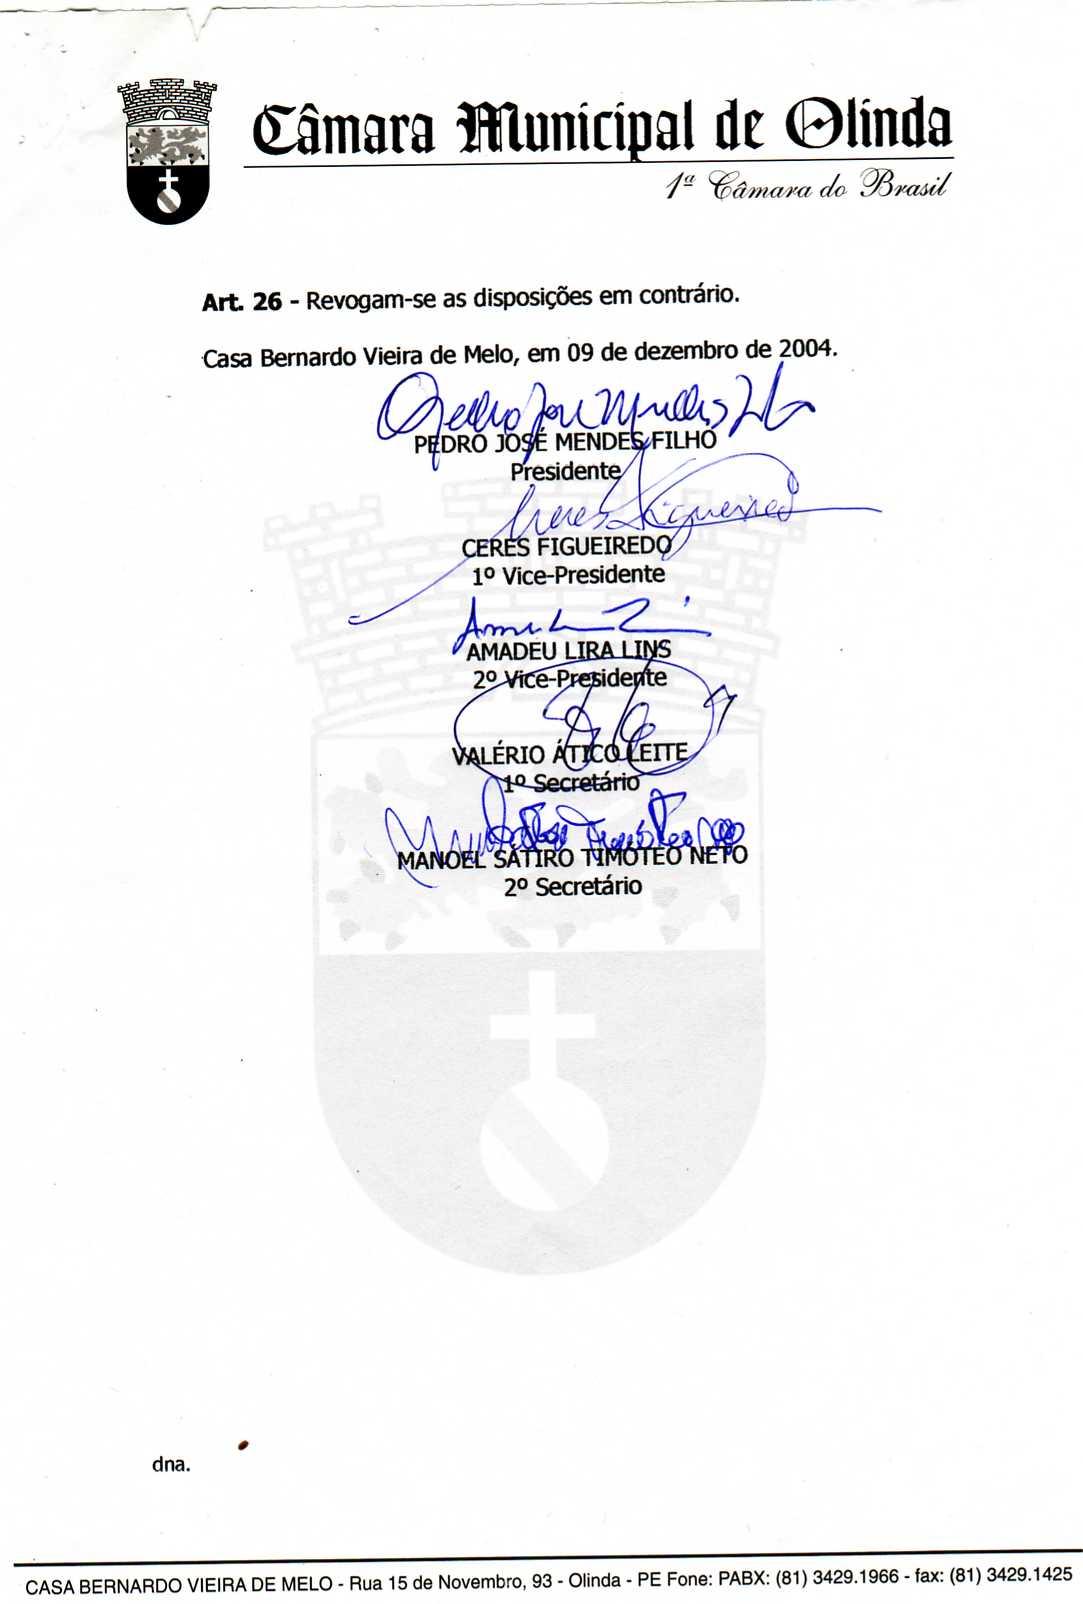 Câmara Municipal de Olinda
1ª Câmara do Brasil
Art. 26 - Revogam-se as disposições em contrário.
Casa Bernardo Vieira de Melo, em 09 de dezembro de 2004.
PEDRO JOSÉ MENDES FILHO
Presidente
Ceres Figueiredo
CERES FIGUEIREDO
1º Vice-Presidente
AMADEU LIRA LINS
2º Vice-Presidente
VALÉRIO ÁTICO LEITE
1º Secretário
MANOEL SÁTIRO TIMOTEO NETO
2º Secretário
dna.
CASA BERNARDO VIEIRA DE MELO - Rua 15 de Novembro, 93 - Olinda - PE Fone: PABX: (81) 3429.1966 - fax: (81) 3429.1425